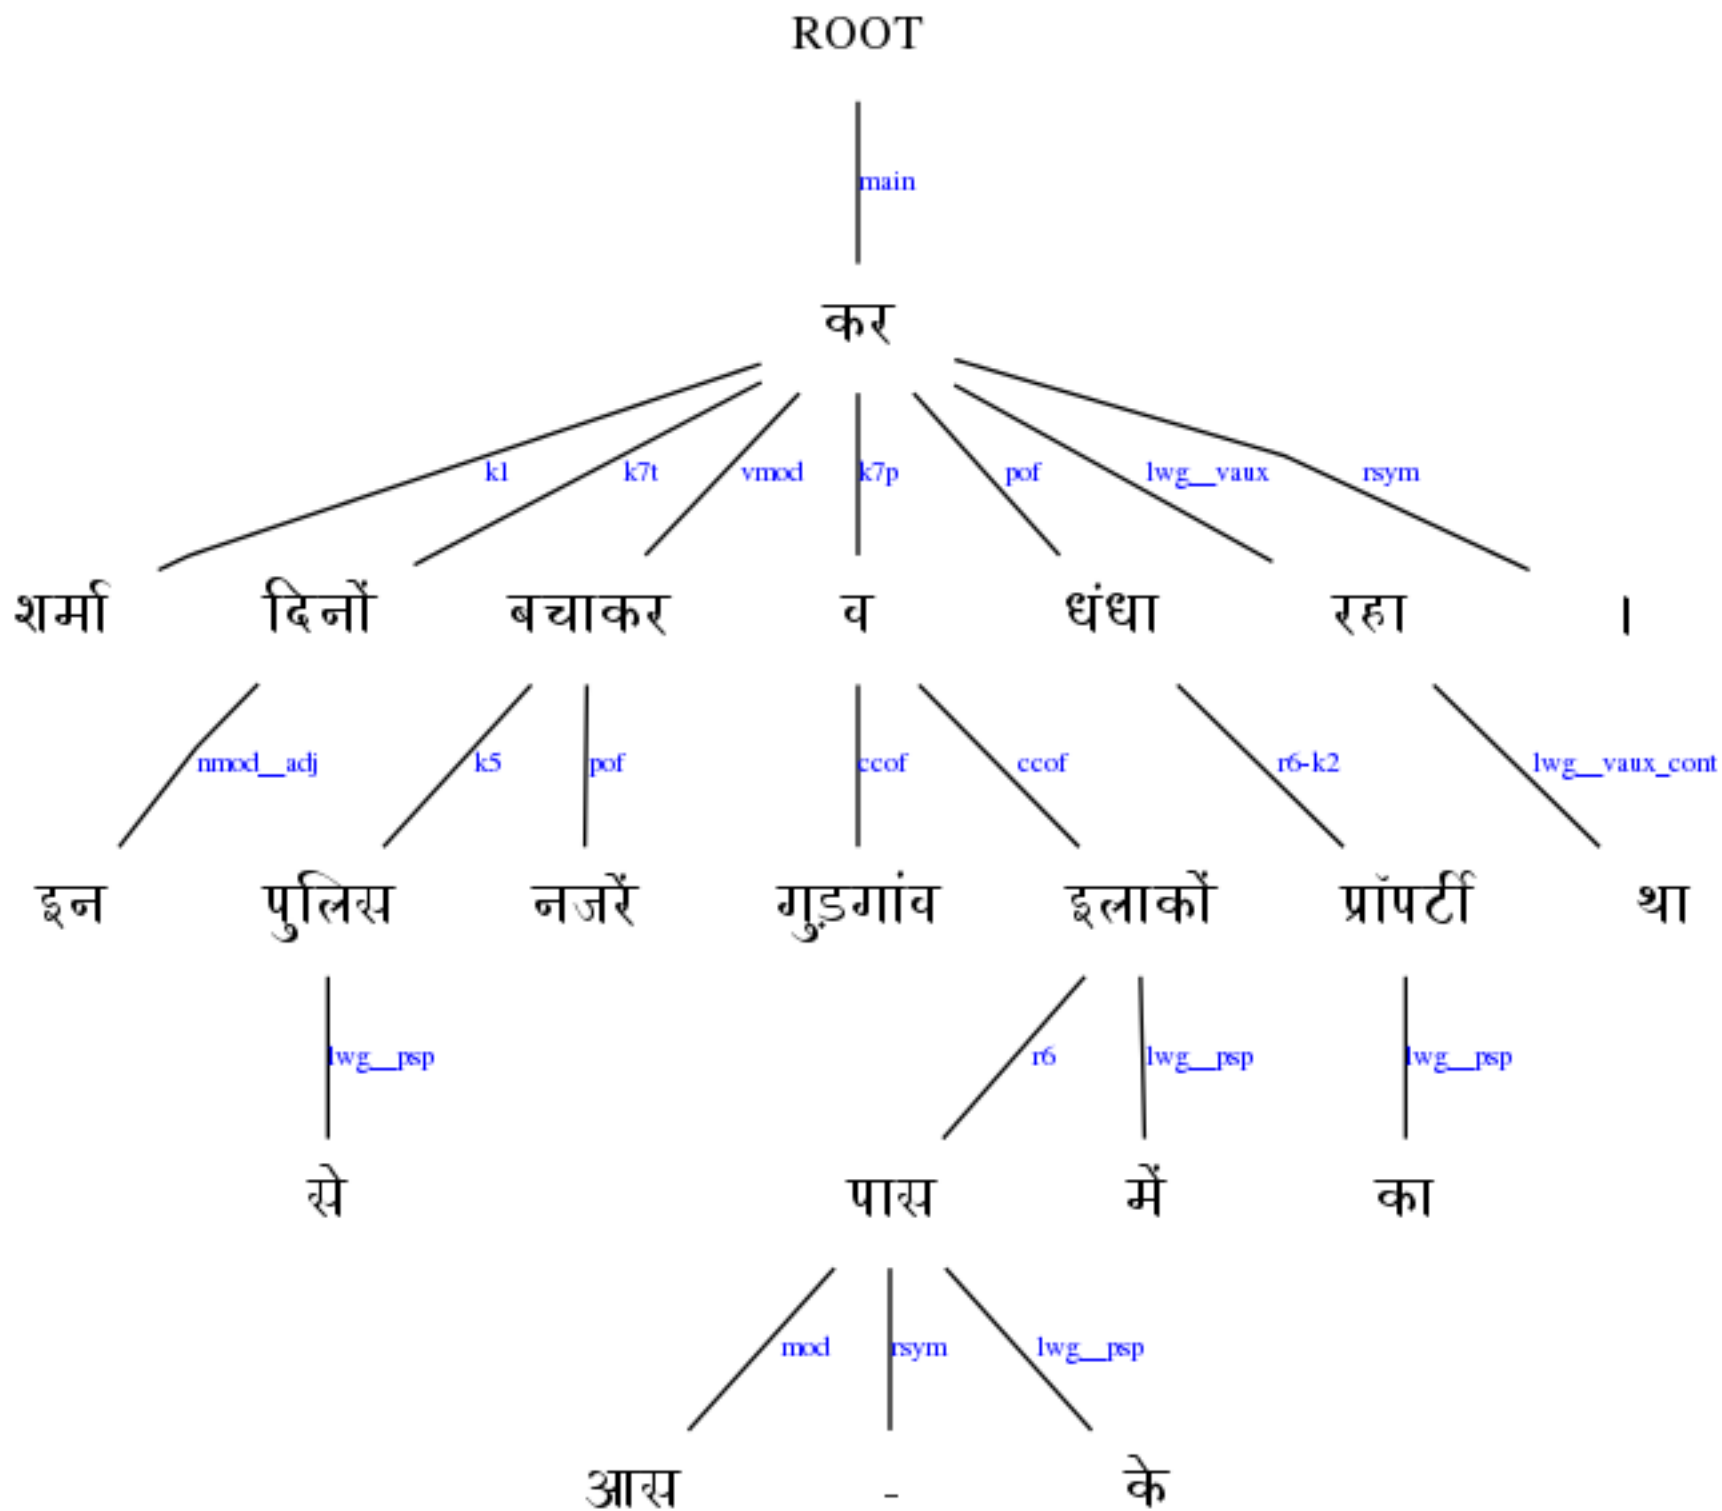 ROOT
main
कर
k1 k7t vmod k7p pof lwg__vaux rsym
शर्मा दिनों बचाकर व धंधा रहा ।
nmod__adj k5 pof ccof ccof r6-k2 lwg__vaux_cont
इन पुलिस नजरें गुड़गांव इलाकों प्रॉपर्टी था
lwg__psp r6 lwg__psp lwg__psp
से पास में का
mod rsym lwg__psp
आस - के